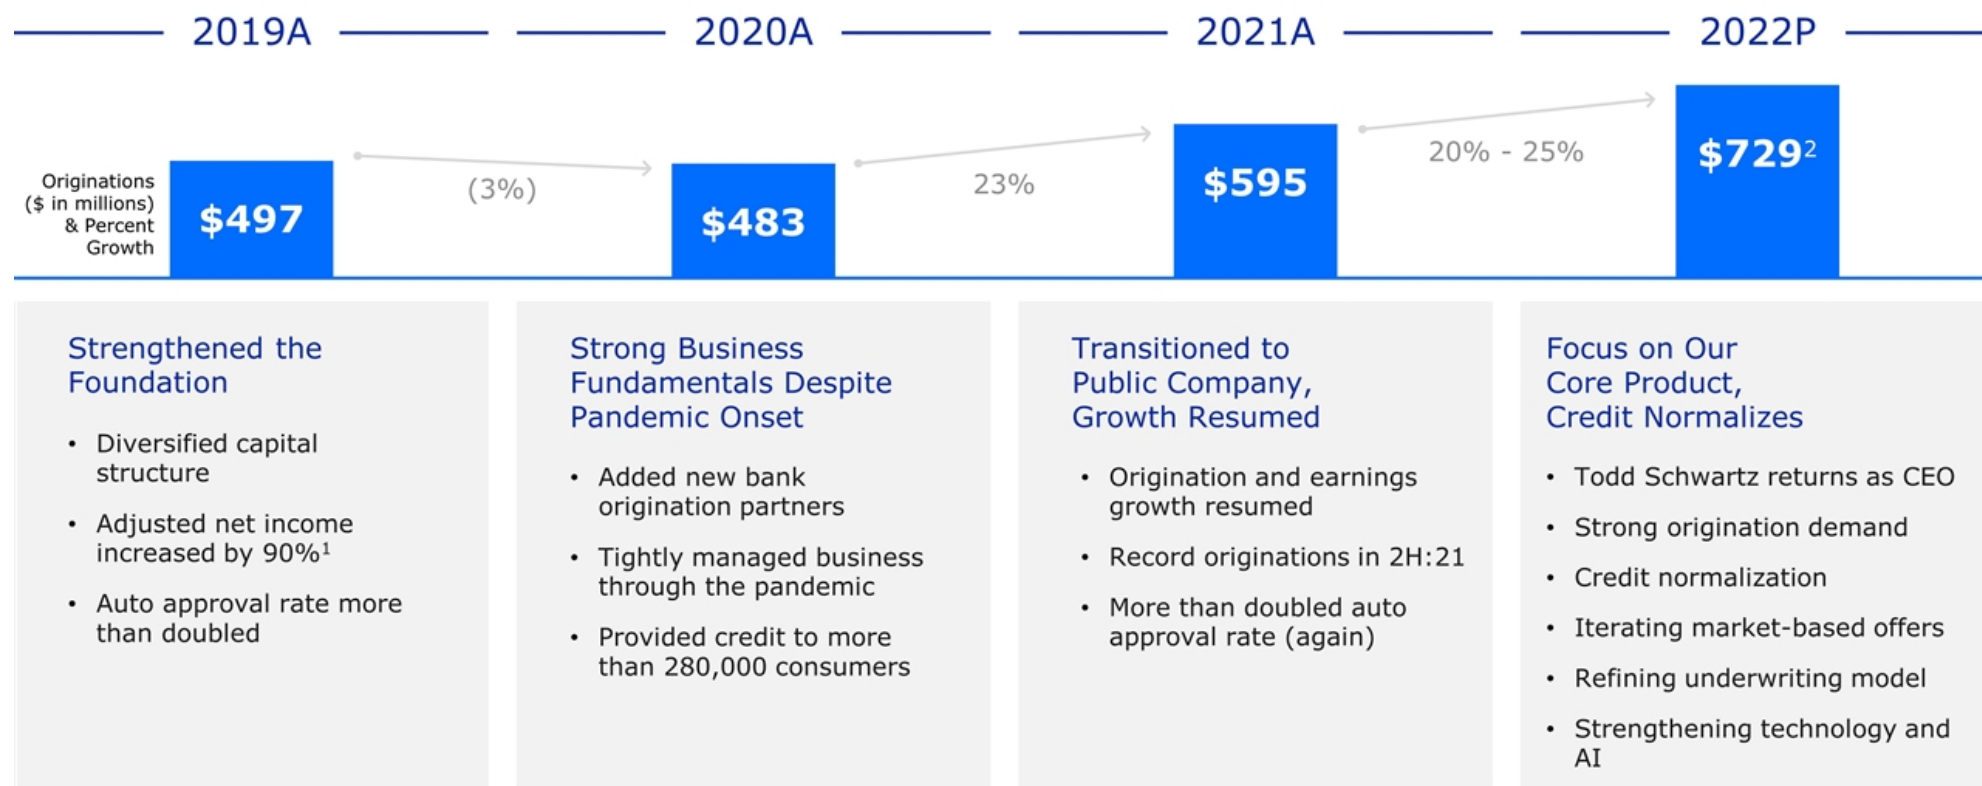 2019A
2020A
2021A
2022P
Originations
($ in millions)
& Percent
Growth
$497
(3%)
$483
23%
$595
20% - 25%
$729²
Strengthened the
Foundation
• Diversified capital
structure
• Adjusted net income
increased by 90%¹
• Auto approval rate more
than doubled
Strong Business
Fundamentals Despite
Pandemic Onset
• Added new bank
origination partners
• Tightly managed business
through the pandemic
• Provided credit to more
than 280,000 consumers
Transitioned to
Public Company,
Growth Resumed
• Origination and earnings
growth resumed
• Record originations in 2H:21
• More than doubled auto
approval rate (again)
Focus on Our
Core Product,
Credit Normalizes
• Todd Schwartz returns as CEO
• Strong origination demand
• Credit normalization
• Iterating market-based offers
• Refining underwriting model
• Strengthening technology and
AI